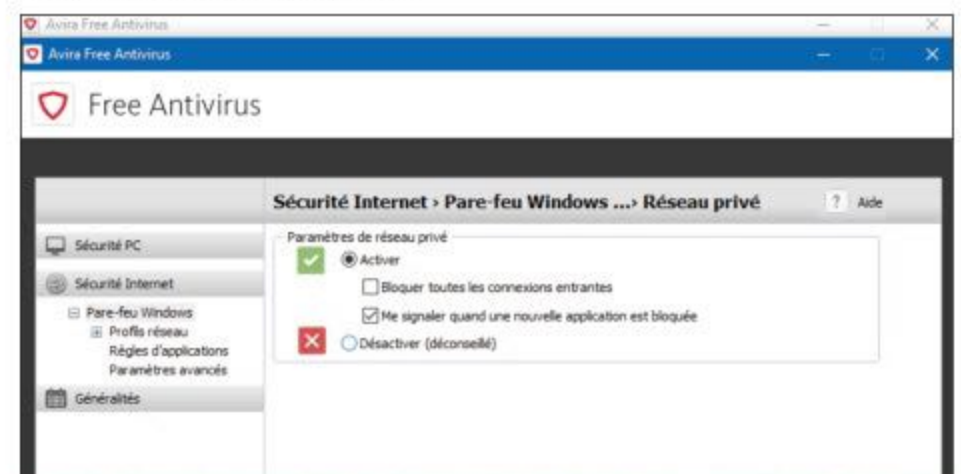 Avira Free Antivirus
Avira Free Antivirus
Free Antivirus
Sécurité Internet › Pare-feu Windows ...› Réseau privé
? Aide
Sécurité PC
Sécurité Internet
Pare-feu Windows
Profils réseau
Règles d'applications
Paramètres avancés
Généralités
Paramètres de réseau privé
Activer
Bloquer toutes les connexions entrantes
Me signaler quand une nouvelle application est bloquée
Désactiver (déconseillé)